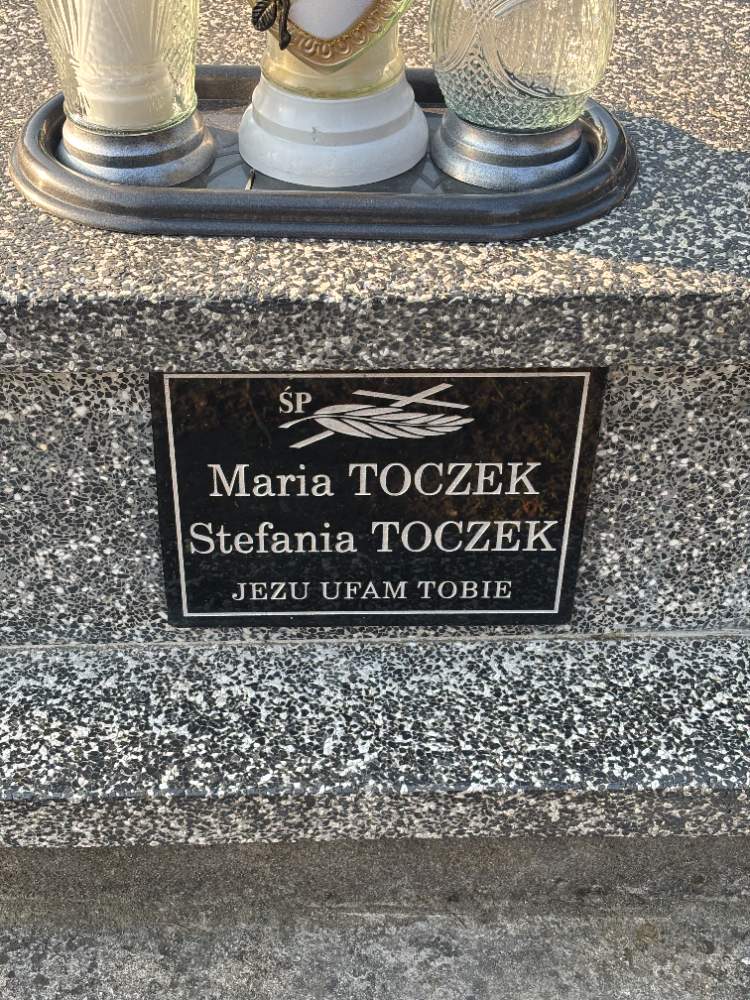 ŚP
Maria TOCZEK
Stefania TOCZEK
JEZU UFAM TOBIE